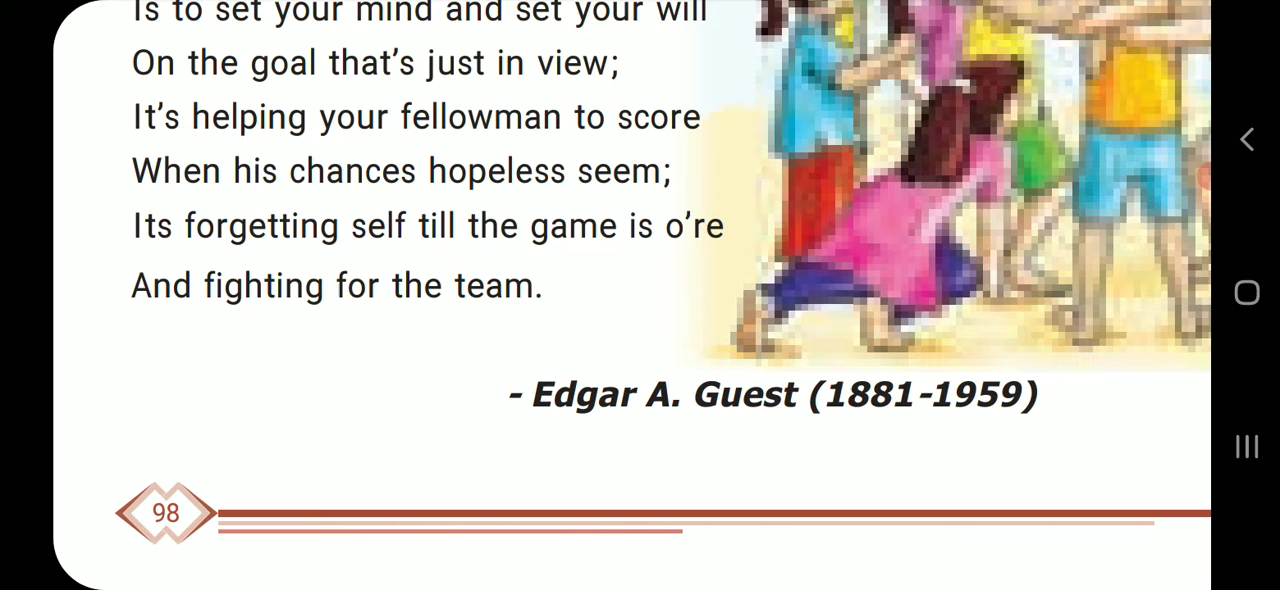 Is to set your mind and set your will
On the goal that's just in view;
It's helping your fellowman to score
When his chances hopeless seem;
Its forgetting self till the game is o're
And fighting for the team.
- Edgar A. Guest (1881-1959)
98